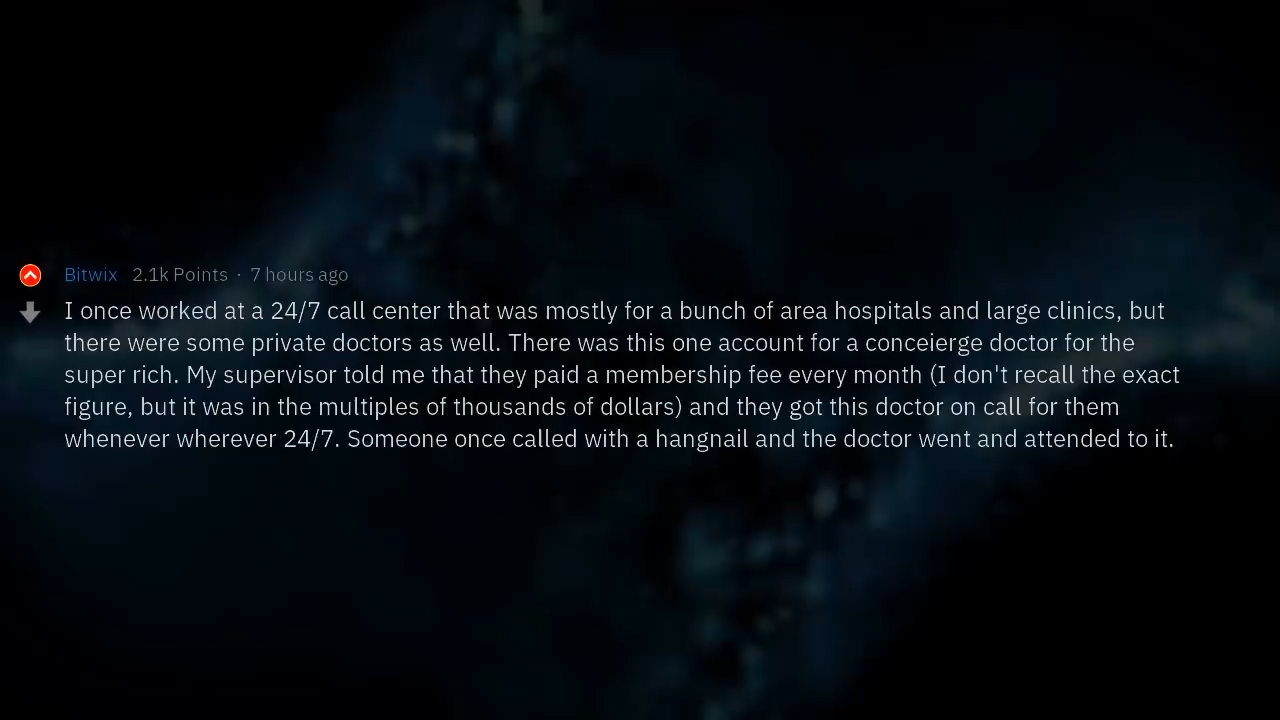 Bitwix 2.1k Points · 7 hours ago
I once worked at a 24/7 call center that was mostly for a bunch of area hospitals and large clinics, but
there were some private doctors as well. There was this one account for a conceierge doctor for the
super rich. My supervisor told me that they paid a membership fee every month (I don't recall the exact
figure, but it was in the multiples of thousands of dollars) and they got this doctor on call for them
whenever wherever 24/7. Someone once called with a hangnail and the doctor went and attended to it.